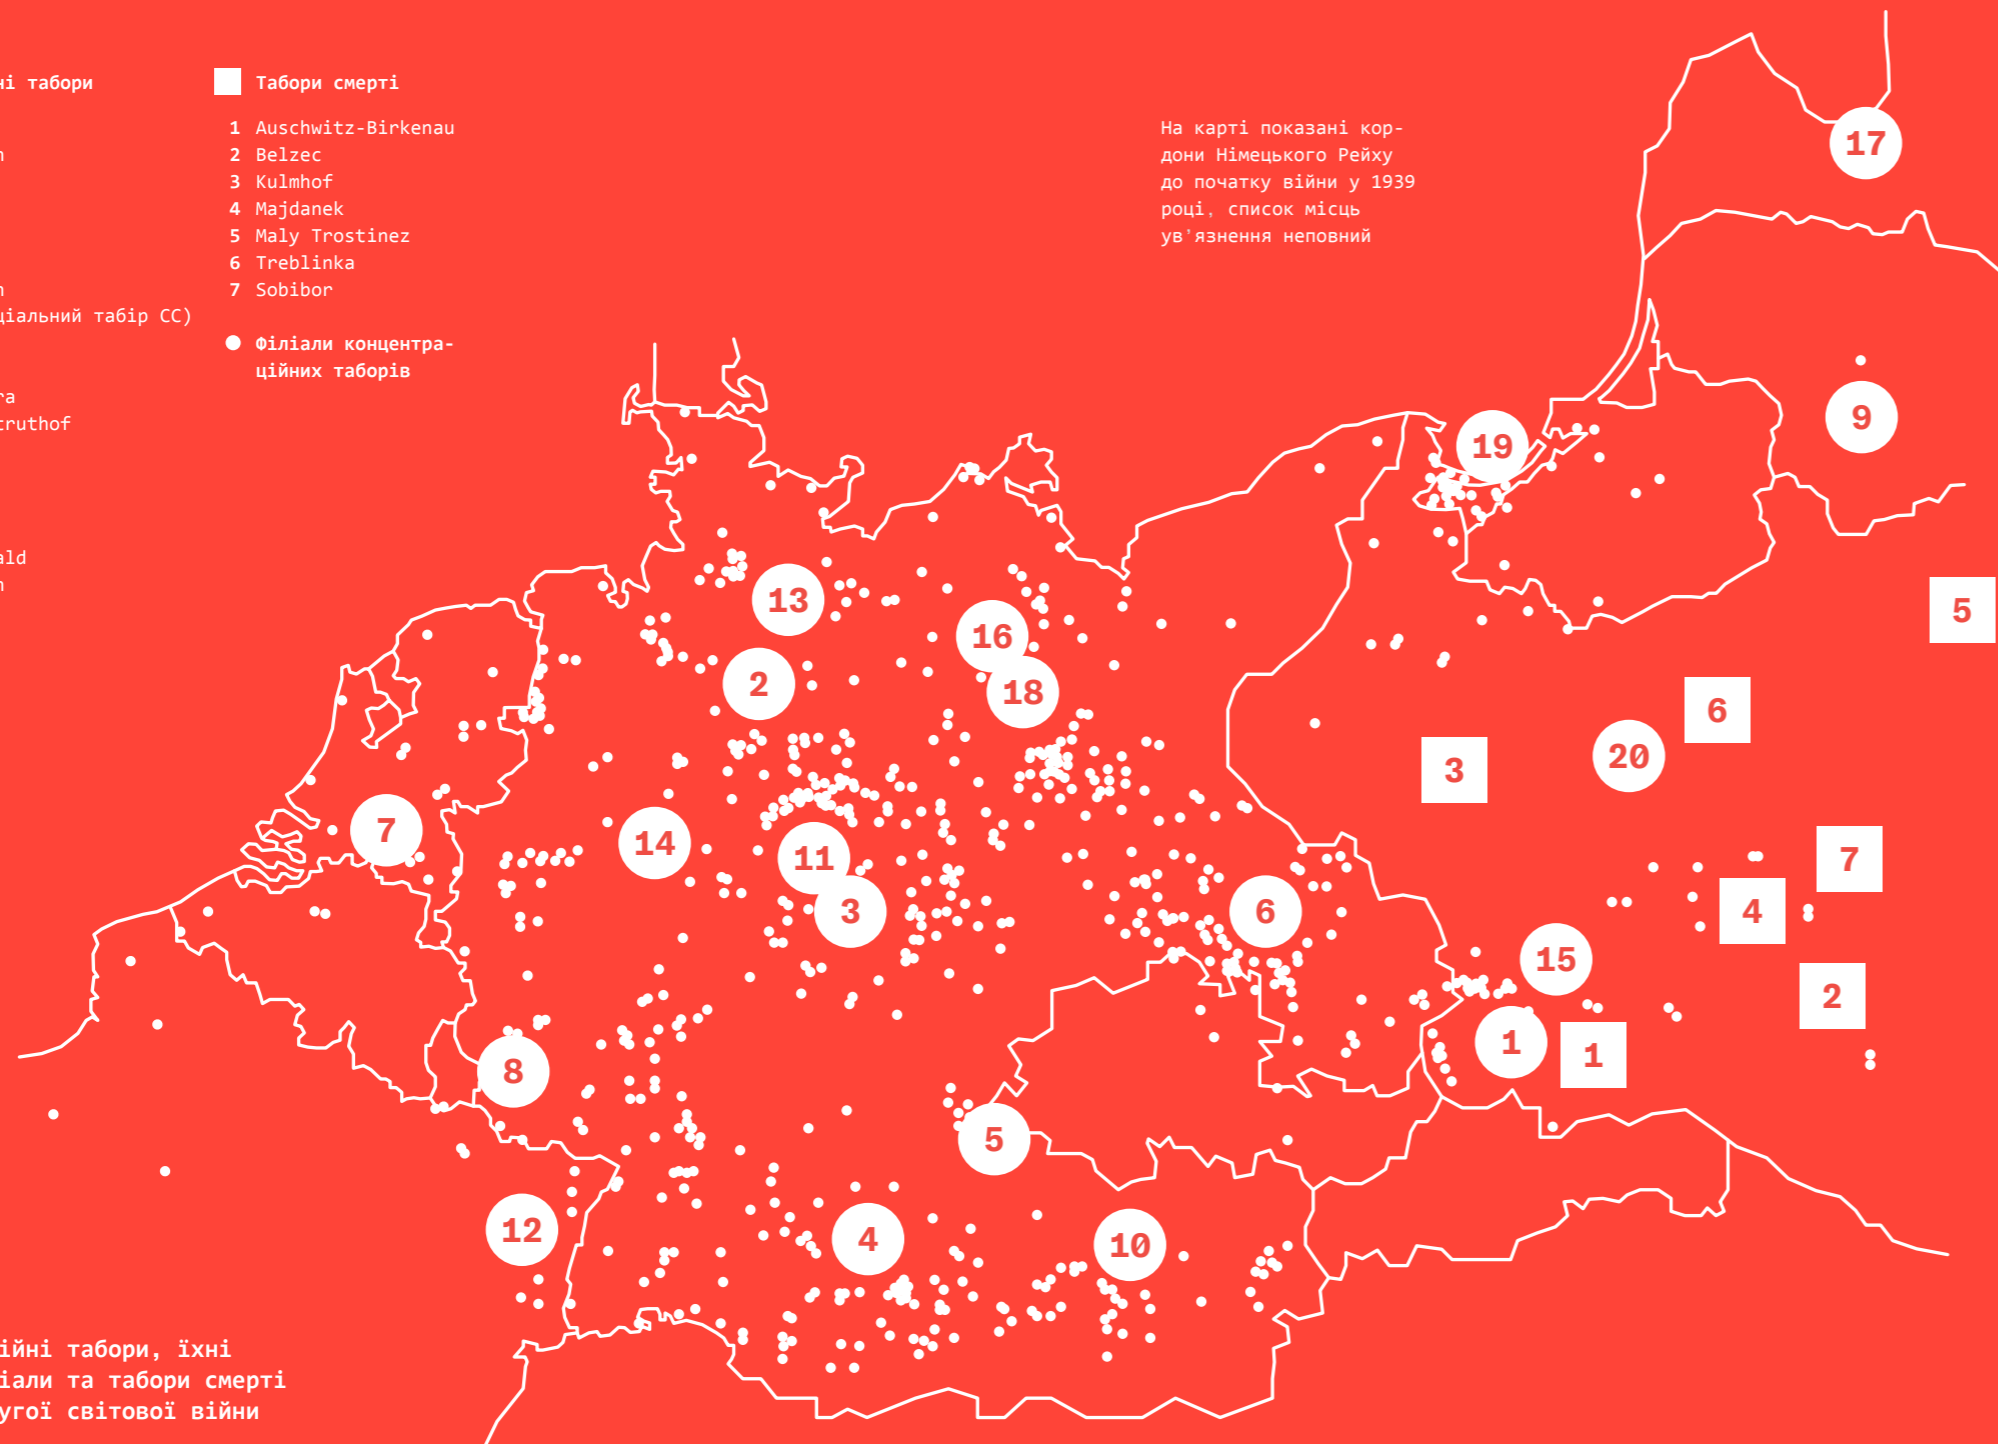 ні табори
n
n
ціальний табір СС)
ra
truthof
ald
n
Табори смерті
1 Auschwitz-Birkenau
2 Belzec
3 Kulmhof
4 Majdanek
5 Maly Trostinez
6 Treblinka
7 Sobibor
Філіали концентра-
ційних таборів
На карті показані кор-
дони Німецького Рейху
до початку війни у 1939
році, список місць
ув'язнення неповний
17
9
19
5
13
16
2
18
6
20
3
7
14
11
7
3
6
4
15
2
8
1
1
5
12
4
10
ійні табори, їхні
іали та табори смерті
угої світової війни